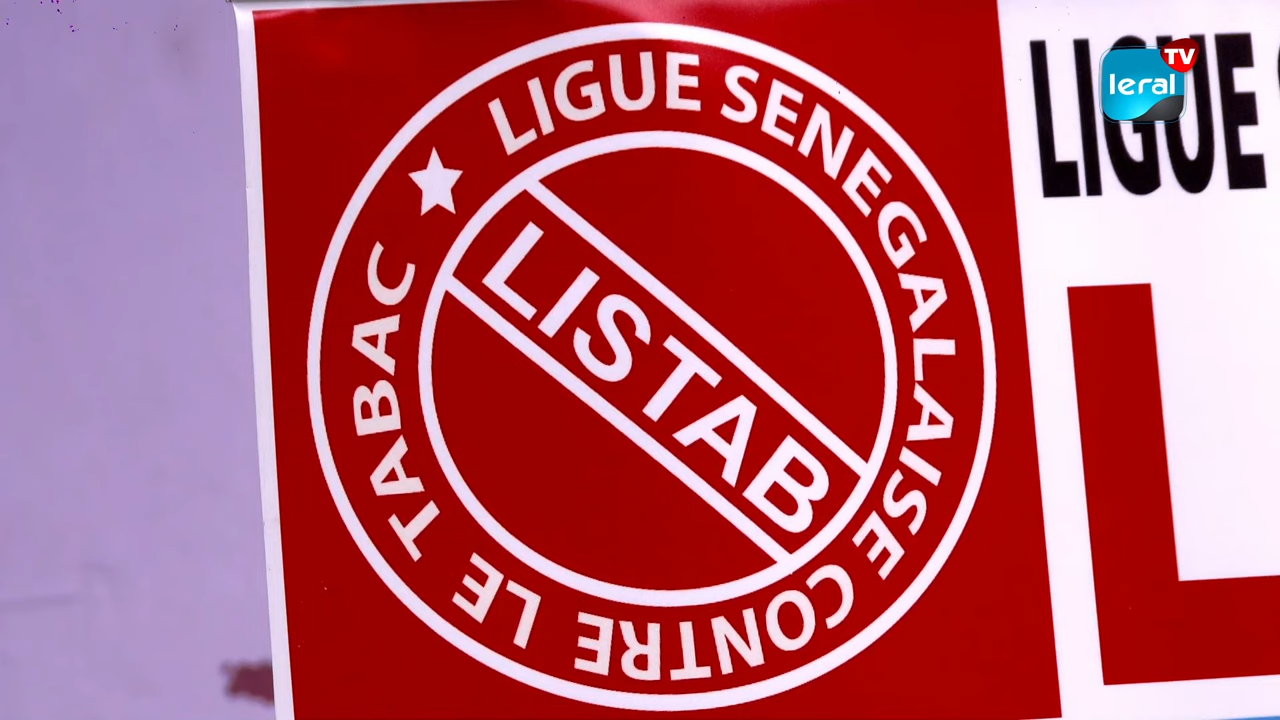 LIGUE SENEGALAISE CONTRE LE TABAC
LISTAB
LIGUE
L
leral
TV